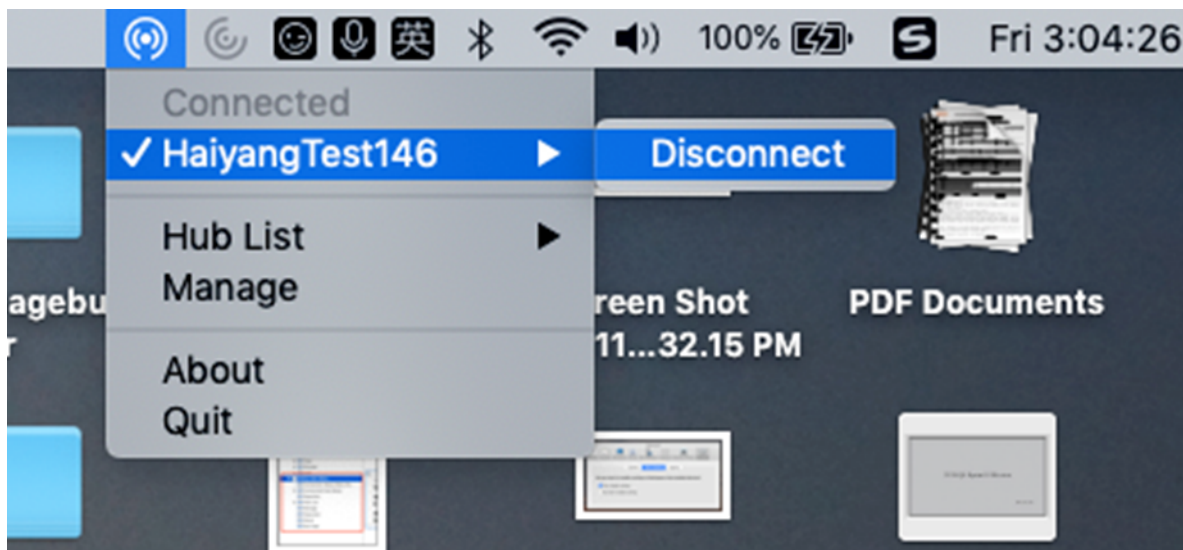 英 100% S Fri 3:04:26
Connected
HaiyangTest146 Disconnect
Hub List
Manage
agebu reen Shot PDF Documents
r 11...32.15 PM
About
Quit